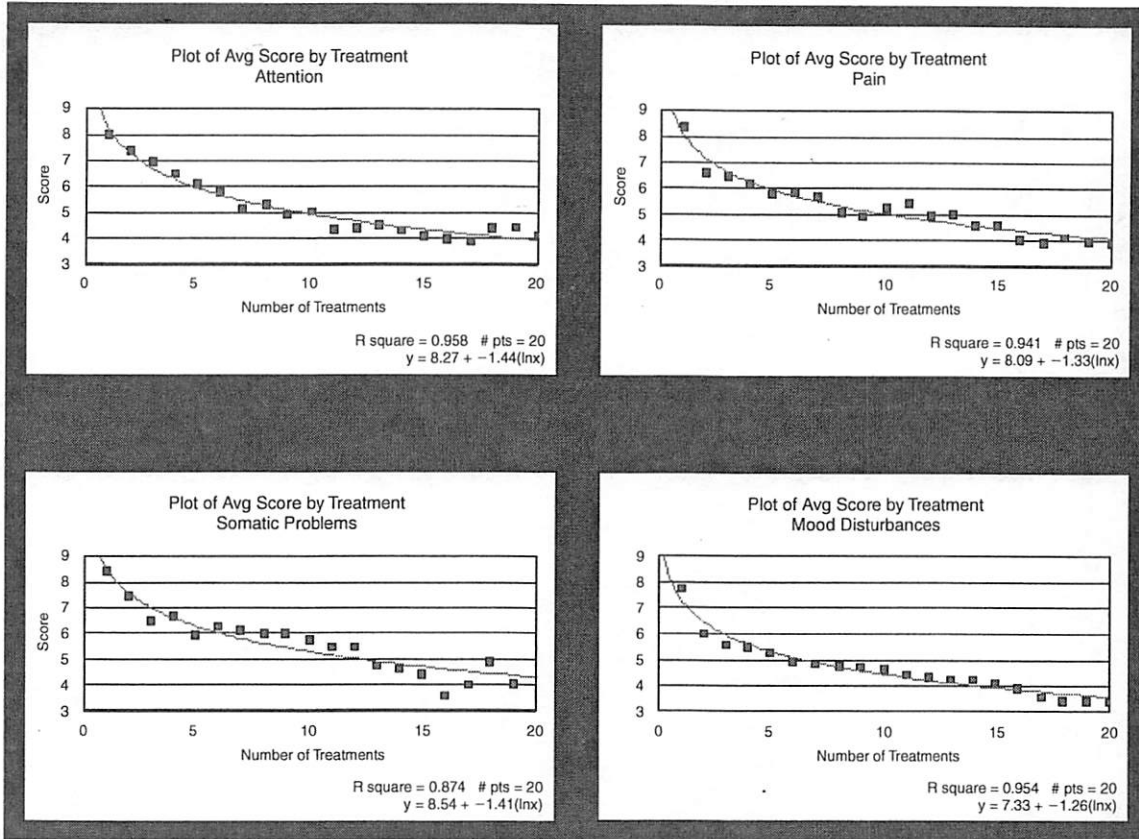 Plot of Avg Score by Treatment
Attention
9
8
7
6
5
4
3
Score
0 5 10 15 20
Number of Treatments
R square = 0.958 # pts = 20
y = 8.27 + −1.44(lnx)
Plot of Avg Score by Treatment
Pain
9
8
7
6
5
4
3
Score
0 5 10 15 20
Number of Treatments
R square = 0.941 # pts = 20
y = 8.09 + −1.33(lnx)
Plot of Avg Score by Treatment
Somatic Problems
9
8
7
6
5
4
3
Score
0 5 10 15 20
Number of Treatments
R square = 0.874 # pts = 20
y = 8.54 + −1.41(lnx)
Plot of Avg Score by Treatment
Mood Disturbances
9
8
7
6
5
4
3
0 5 10 15 20
Number of Treatments
R square = 0.954 # pts = 20
y = 7.33 + −1.26(lnx)